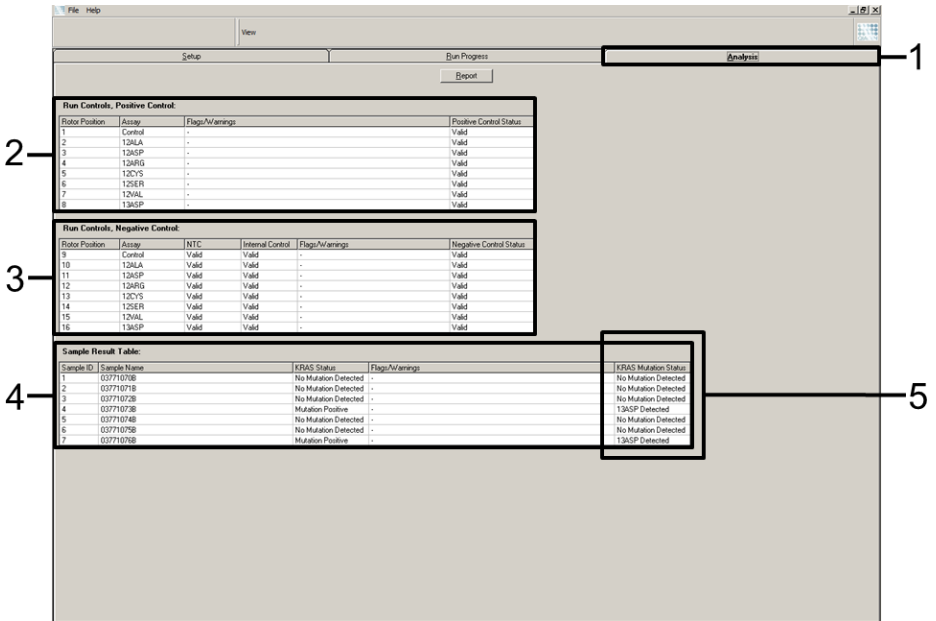 File Help
View
Setup Run Progress Analysis
1
Report
Run Controls, Positive Control:
Rotor Position Assay Flags/Warnings Positive Control Status
1 Control - Valid
2 12ALA - Valid
3 12ASP - Valid
4 12ARG - Valid
5 12CYS - Valid
6 12SER - Valid
7 12VAL - Valid
8 13ASP - Valid
2
Run Controls, Negative Control:
Rotor Position Assay NTC Internal Control Flags/Warnings Negative Control Status
9 Control Valid Valid - Valid
10 12ALA Valid Valid - Valid
11 12ASP Valid Valid - Valid
12 12ARG Valid Valid - Valid
13 12CYS Valid Valid - Valid
14 12SER Valid Valid - Valid
15 12VAL Valid Valid - Valid
16 13ASP Valid Valid - Valid
3
Sample Result Table:
Sample ID Sample Name KRAS Status Flags/Warnings KRAS Mutation Status
1 03771070B No Mutation Detected - No Mutation Detected
2 03771071B No Mutation Detected - No Mutation Detected
3 03771072B No Mutation Detected - No Mutation Detected
4 03771073B Mutation Positive - 13ASP Detected
5 03771074B No Mutation Detected - No Mutation Detected
6 03771075B No Mutation Detected - No Mutation Detected
7 03771076B Mutation Positive - 13ASP Detected
4
5